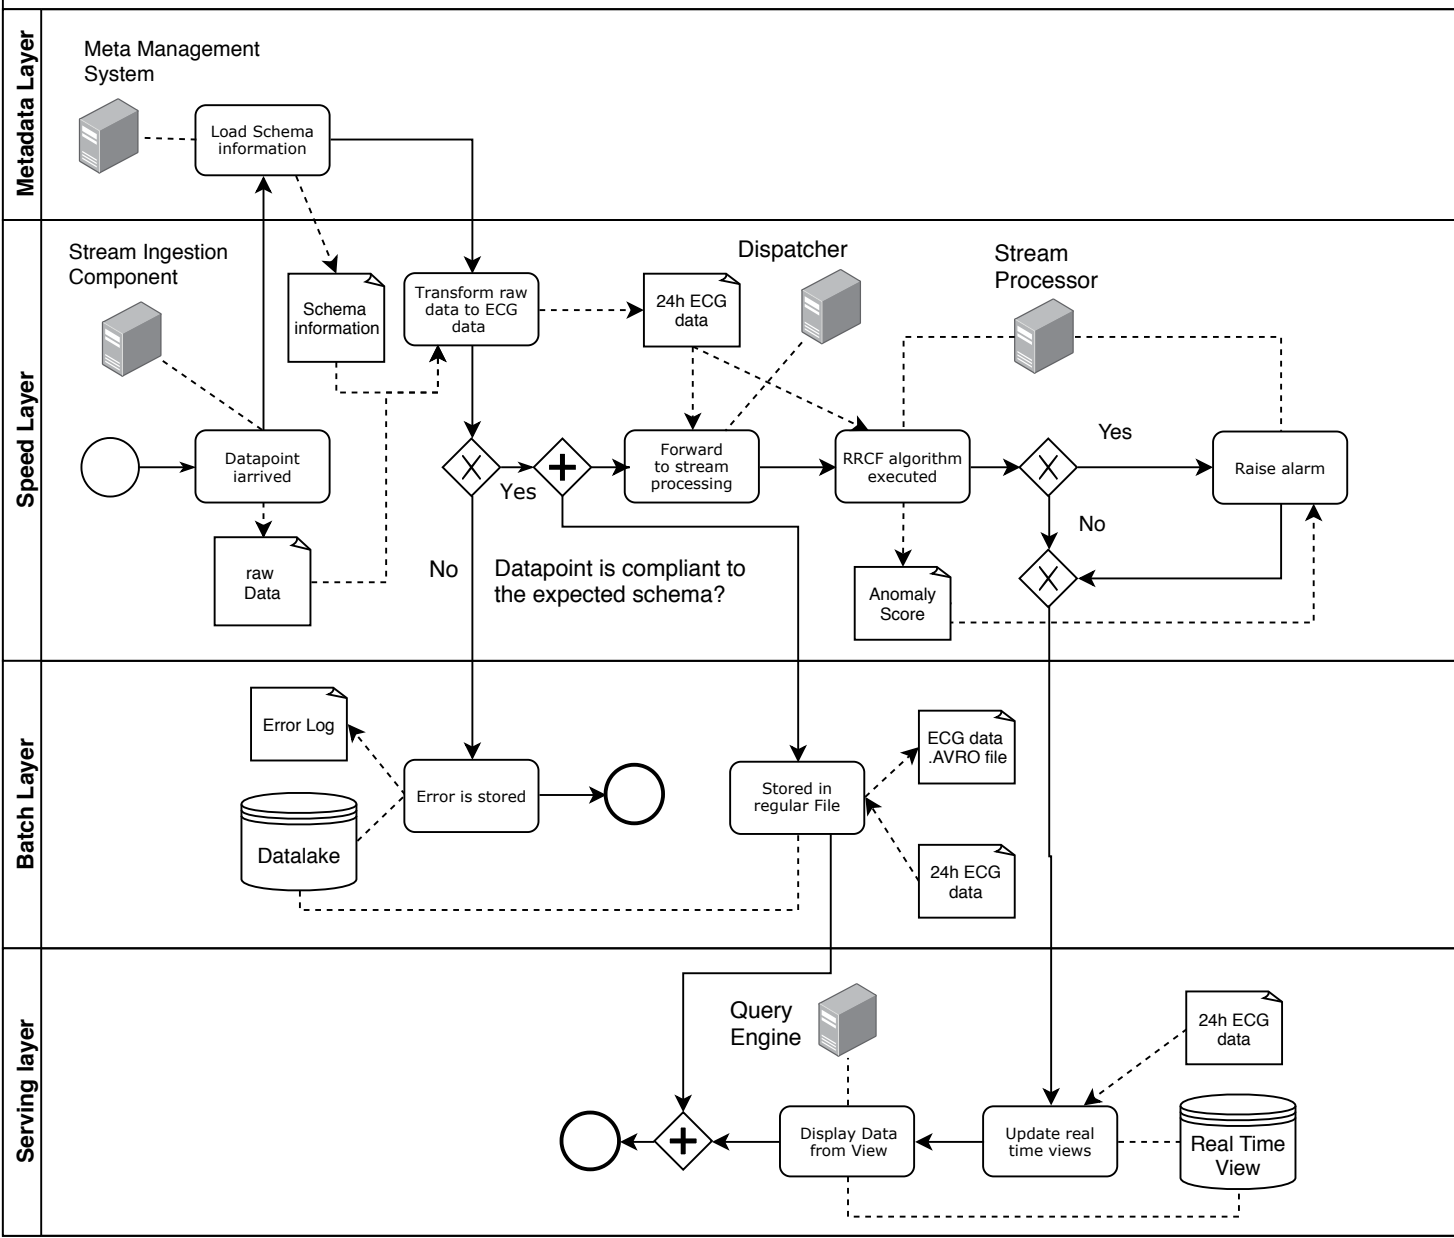 Metadata Layer
Meta Management
System
Load Schema
information
Speed Layer
Stream Ingestion
Component
Schema
information
Transform raw
data to ECG
data
24h ECG
data
Dispatcher
Stream
Processor
Datapoint
iarrived
X
Yes
Forward
to stream
processing
RRCF algorithm
executed
X
Yes
Raise alarm
No
raw
Data
No
Datapoint is compliant to
the expected schema?
Anomaly
Score
X
Batch Layer
Error Log
Error is stored
Datalake
Stored in
regular File
ECG data
.AVRO file
24h ECG
data
Serving layer
Query
Engine
24h ECG
data
Display Data
from View
Update real
time views
Real Time
View